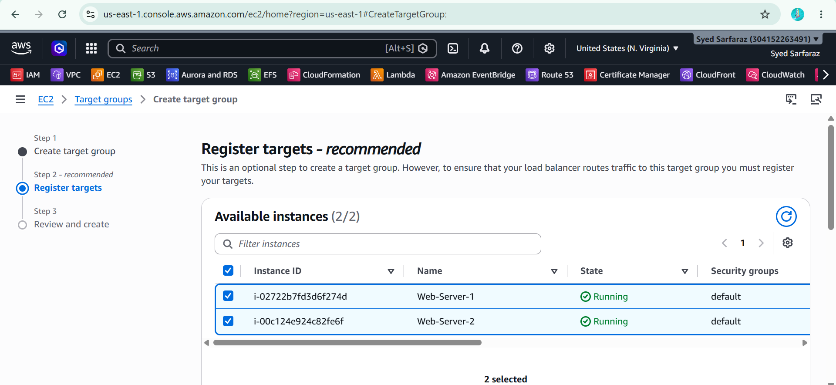 us-east-1.console.aws.amazon.com/ec2/home?region=us-east-1#CreateTargetGroup:
aws
Search
[Alt+S]
United States (N. Virginia) ▼
Syed Sarfaraz (304152263491) ▼
Syed Sarfaraz
IAM VPC EC2 S3 Aurora and RDS EFS CloudFormation Lambda Amazon EventBridge Route 53 Certificate Manager CloudFront CloudWatch
EC2 > Target groups > Create target group
Step 1
Create target group
Step 2 - recommended
Register targets
Step 3
Review and create
Register targets - recommended
This is an optional step to create a target group. However, to ensure that your load balancer routes traffic to this target group you must register
your targets.
Available instances (2/2)
Filter instances
1
Instance ID Name State Security groups
i-02722b7fd3d6f274d Web-Server-1 Running default
i-00c124e924c82fe6f Web-Server-2 Running default
2 selected